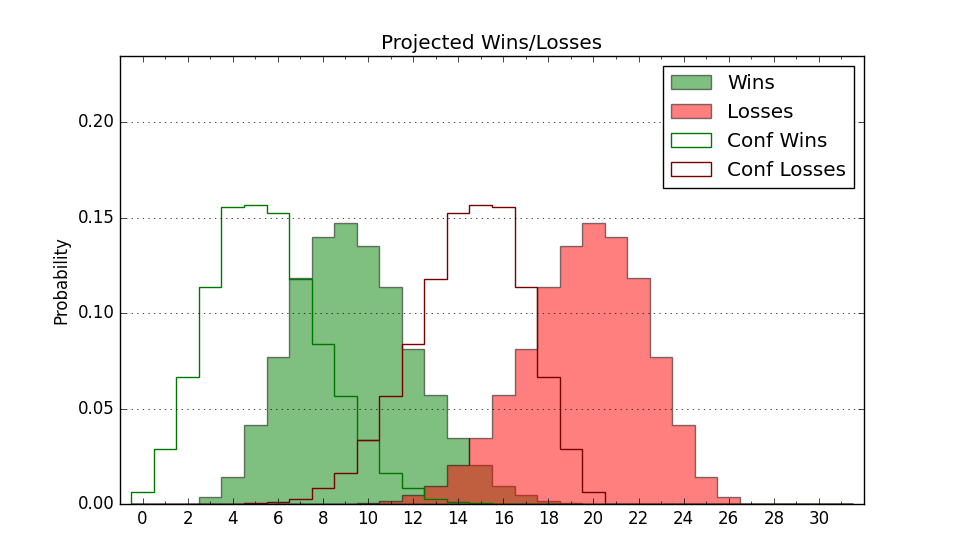 Projected Wins/Losses
Wins
Losses
Conf Wins
Conf Losses
Probability
0.20
0.15
0.10
0.05
0.00
0 2 4 6 8 10 12 14 16 18 20 22 24 26 28 30